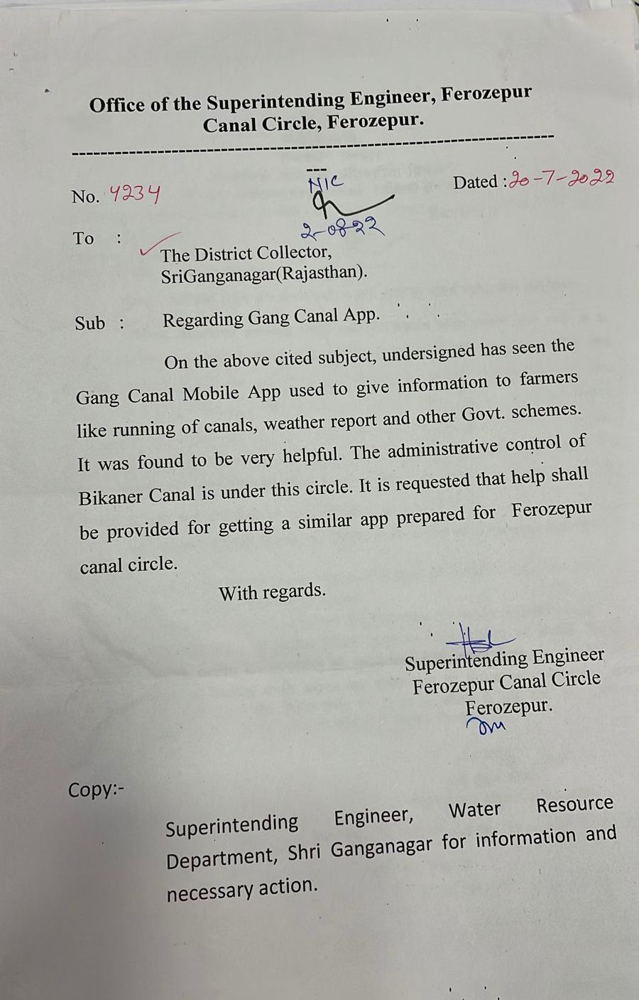 Office of the Superintending Engineer, Ferozepur
Canal Circle, Ferozepur.
No. 4234
NIC
2-0822
Dated : 20-7-2022
To :
The District Collector,
SriGanganagar(Rajasthan).
Sub : Regarding Gang Canal App.
On the above cited subject, undersigned has seen the
Gang Canal Mobile App used to give information to farmers
like running of canals, weather report and other Govt. schemes.
It was found to be very helpful. The administrative control of
Bikaner Canal is under this circle. It is requested that help shall
be provided for getting a similar app prepared for Ferozepur
canal circle.
With regards.
Superintending Engineer
Ferozepur Canal Circle
Ferozepur.
Copy:-
Superintending Engineer, Water Resource
Department, Shri Ganganagar for information and
necessary action.